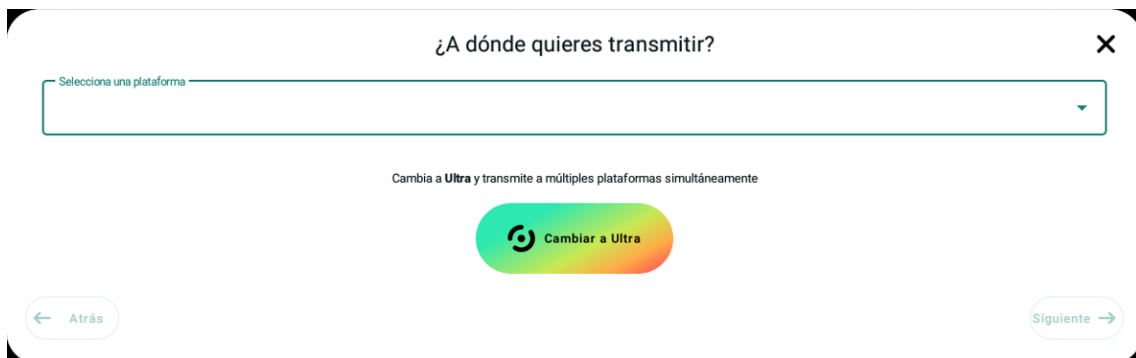 ¿A dónde quieres transmitir?
Selecciona una plataforma
Cambia a Ultra y transmite a múltiples plataformas simultáneamente
Cambiar a Ultra
Atrás
Siguiente